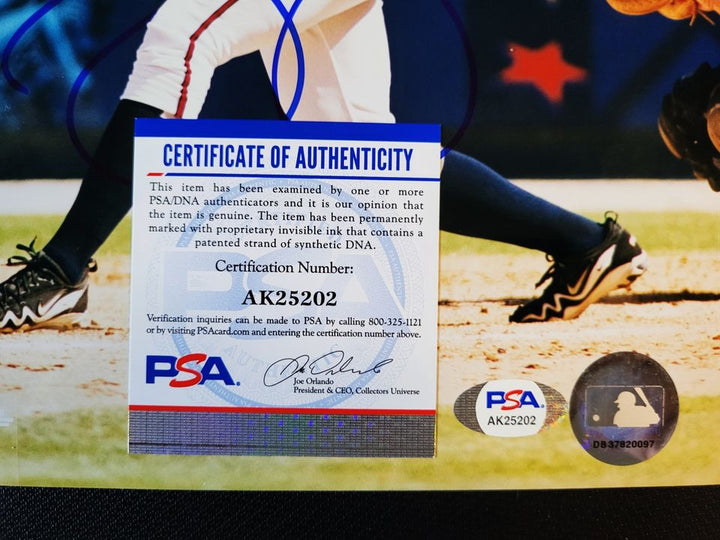 CERTIFICATE OF AUTHENTICITY
This item has been examined by one or more
PSA/DNA authenticators and it is our opinion that
the item is genuine. The item has been permanently
marked with proprietary invisible ink that contains a
patented strand of synthetic DNA.
Certification Number:
AK25202
Verification inquiries can be made to PSA by calling 800-325-1121
or by visiting PSAcard.com and entering the certification number above.
PSA.
Joe Orlando
President & CEO, Collectors Universe
PSA.
AK25202
DB37820097